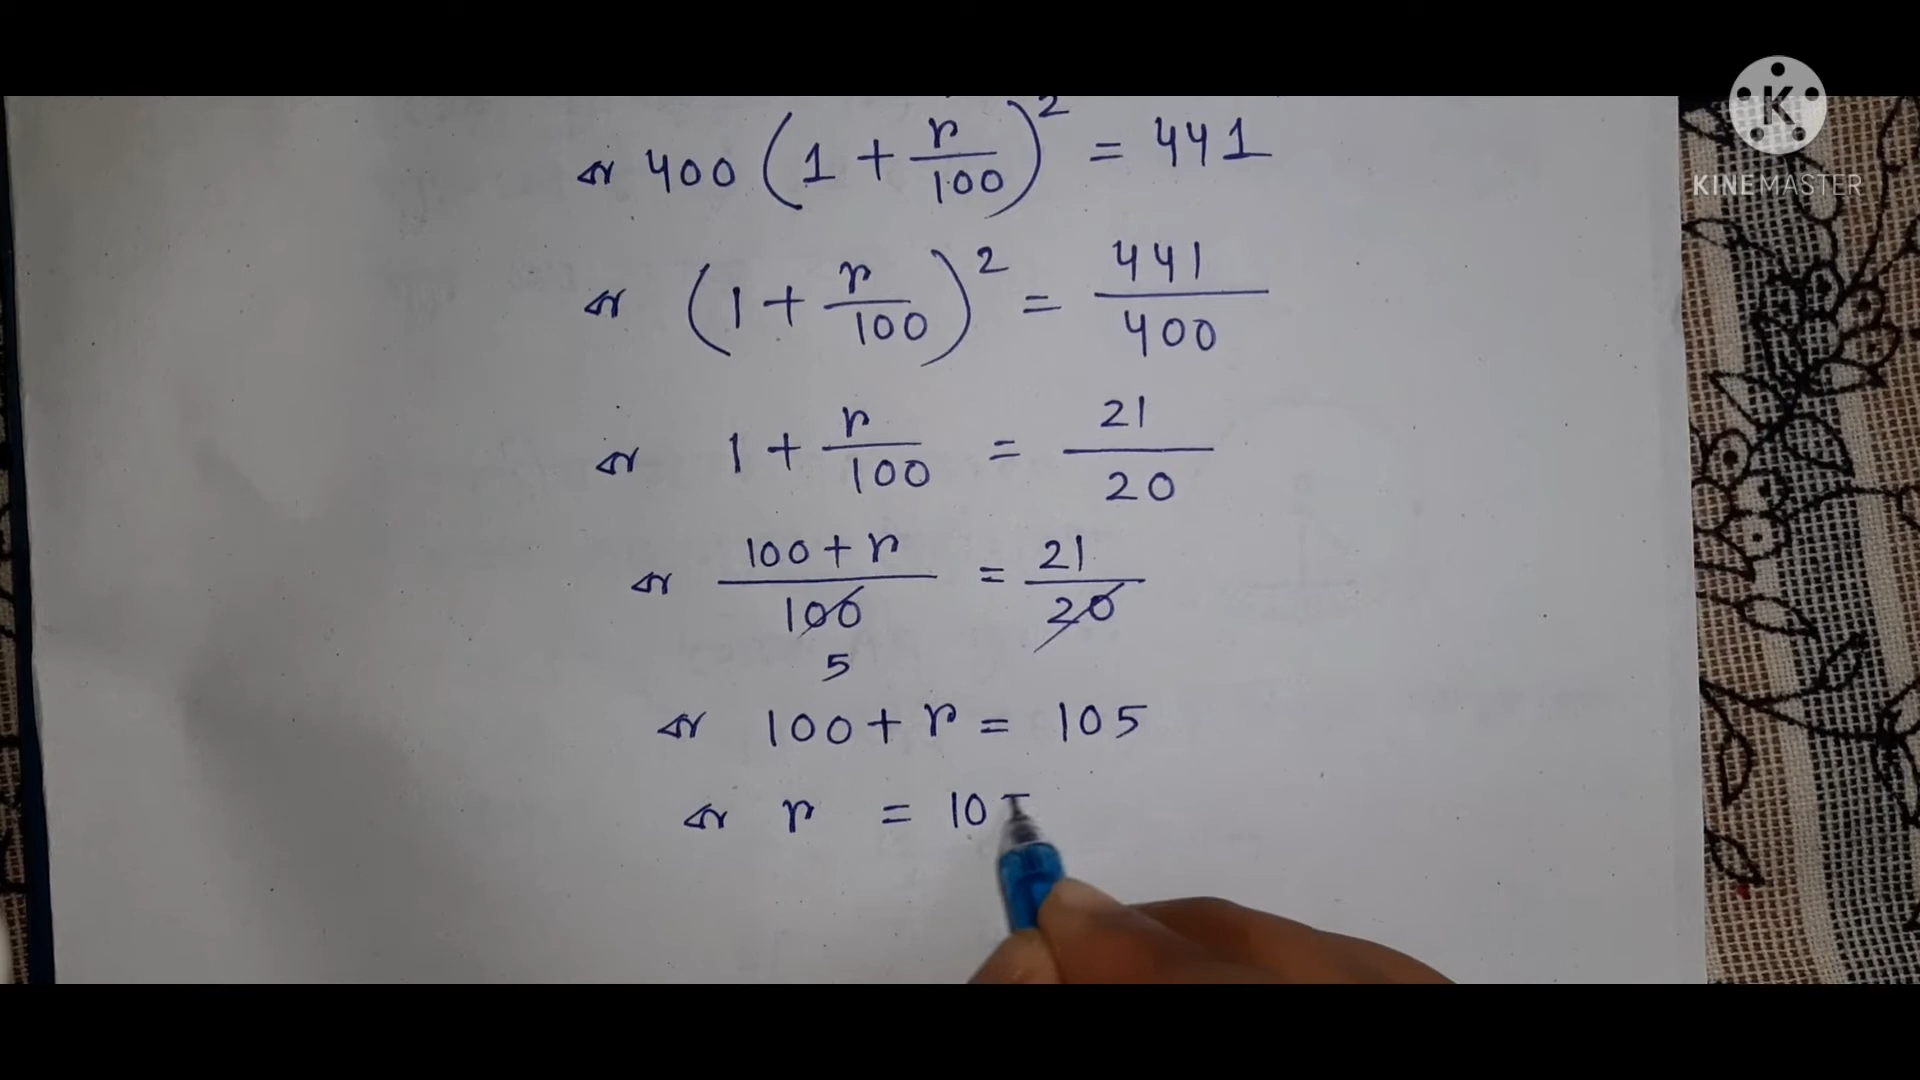 বা 400 (1 + r/100)² = 441
বা (1 + r/100)² = 441/400
বা 1 + r/100 = 21/20
বা (100 + r)/100 = 21/20
5
বা 100 + r = 105
বা r = 10
K
KINEMASTER